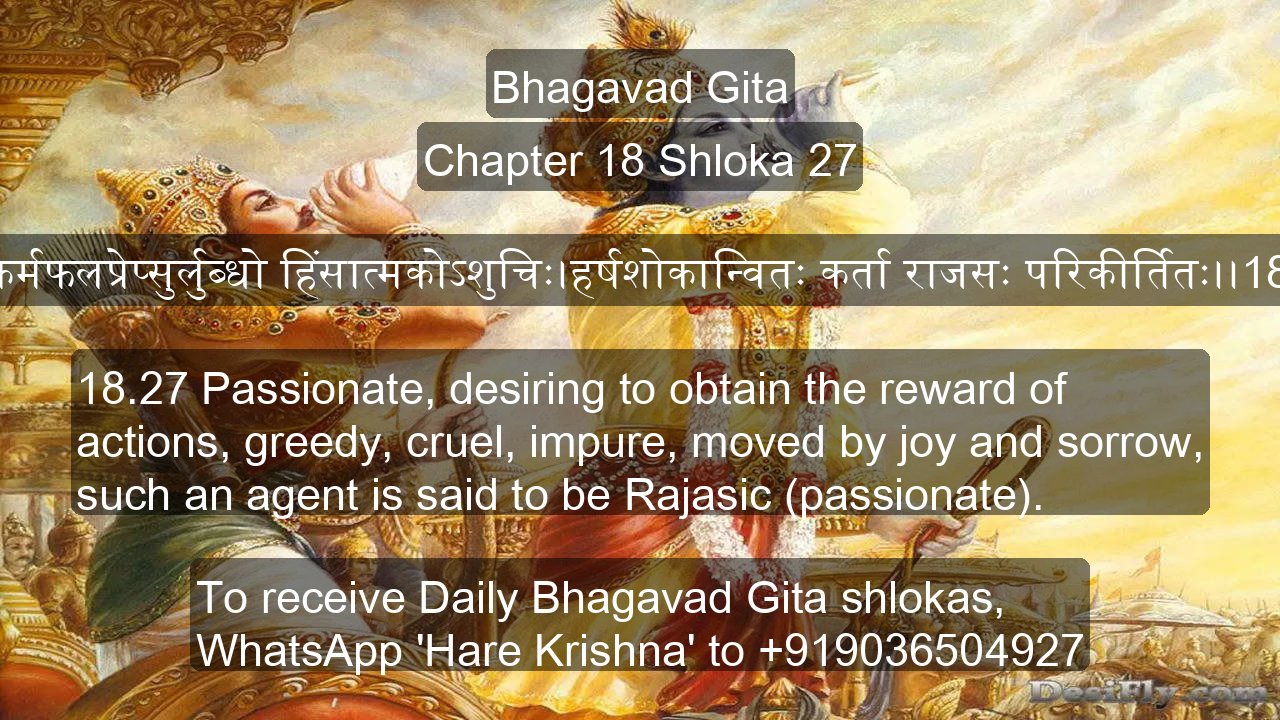 Bhagavad Gita
Chapter 18 Shloka 27
कर्मफलप्रेप्सुर्लुब्धो हिंसात्मकोऽशुचिः।हर्षशोकान्वितः कर्ता राजसः परिकीर्तितः।।18
18.27 Passionate, desiring to obtain the reward of
actions, greedy, cruel, impure, moved by joy and sorrow,
such an agent is said to be Rajasic (passionate).
To receive Daily Bhagavad Gita shlokas,
WhatsApp 'Hare Krishna' to +919036504927
DesiFly.com